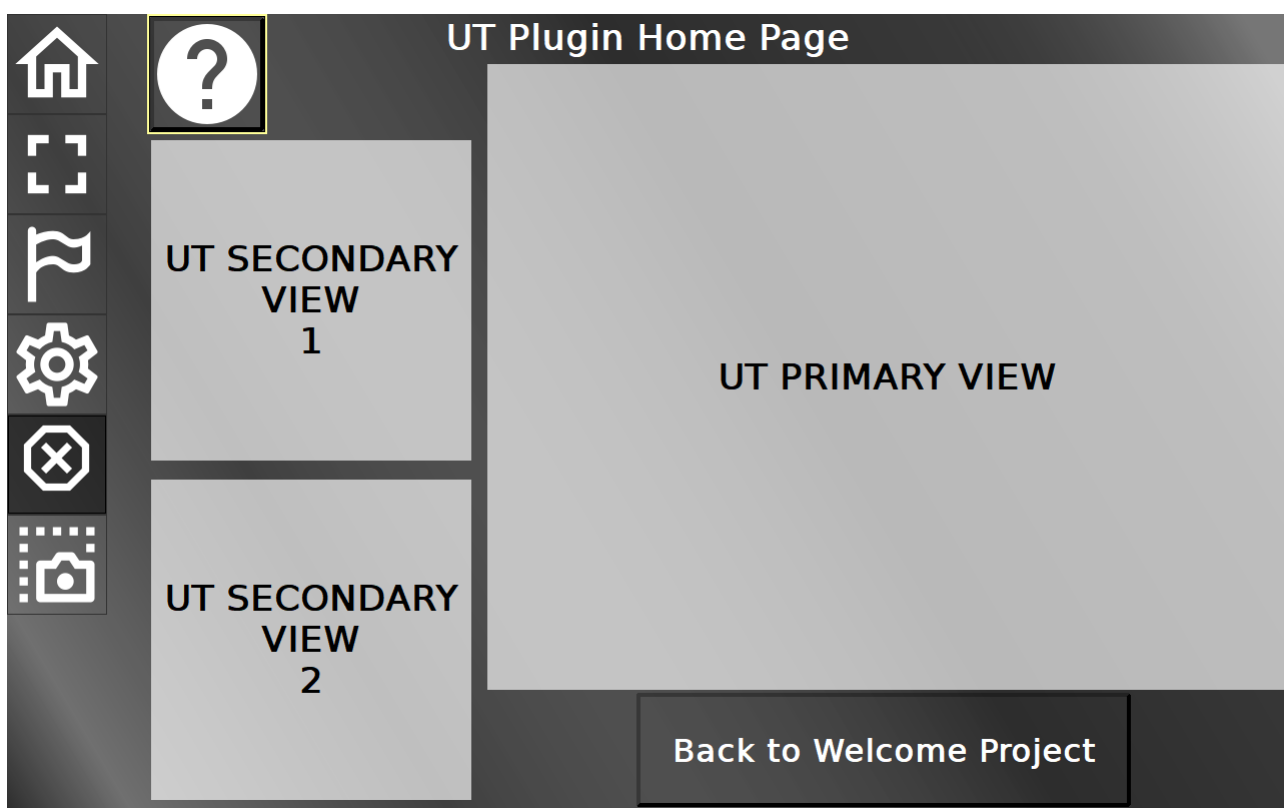 UT Plugin Home Page
?
UT SECONDARY
VIEW
1
UT PRIMARY VIEW
UT SECONDARY
VIEW
2
Back to Welcome Project